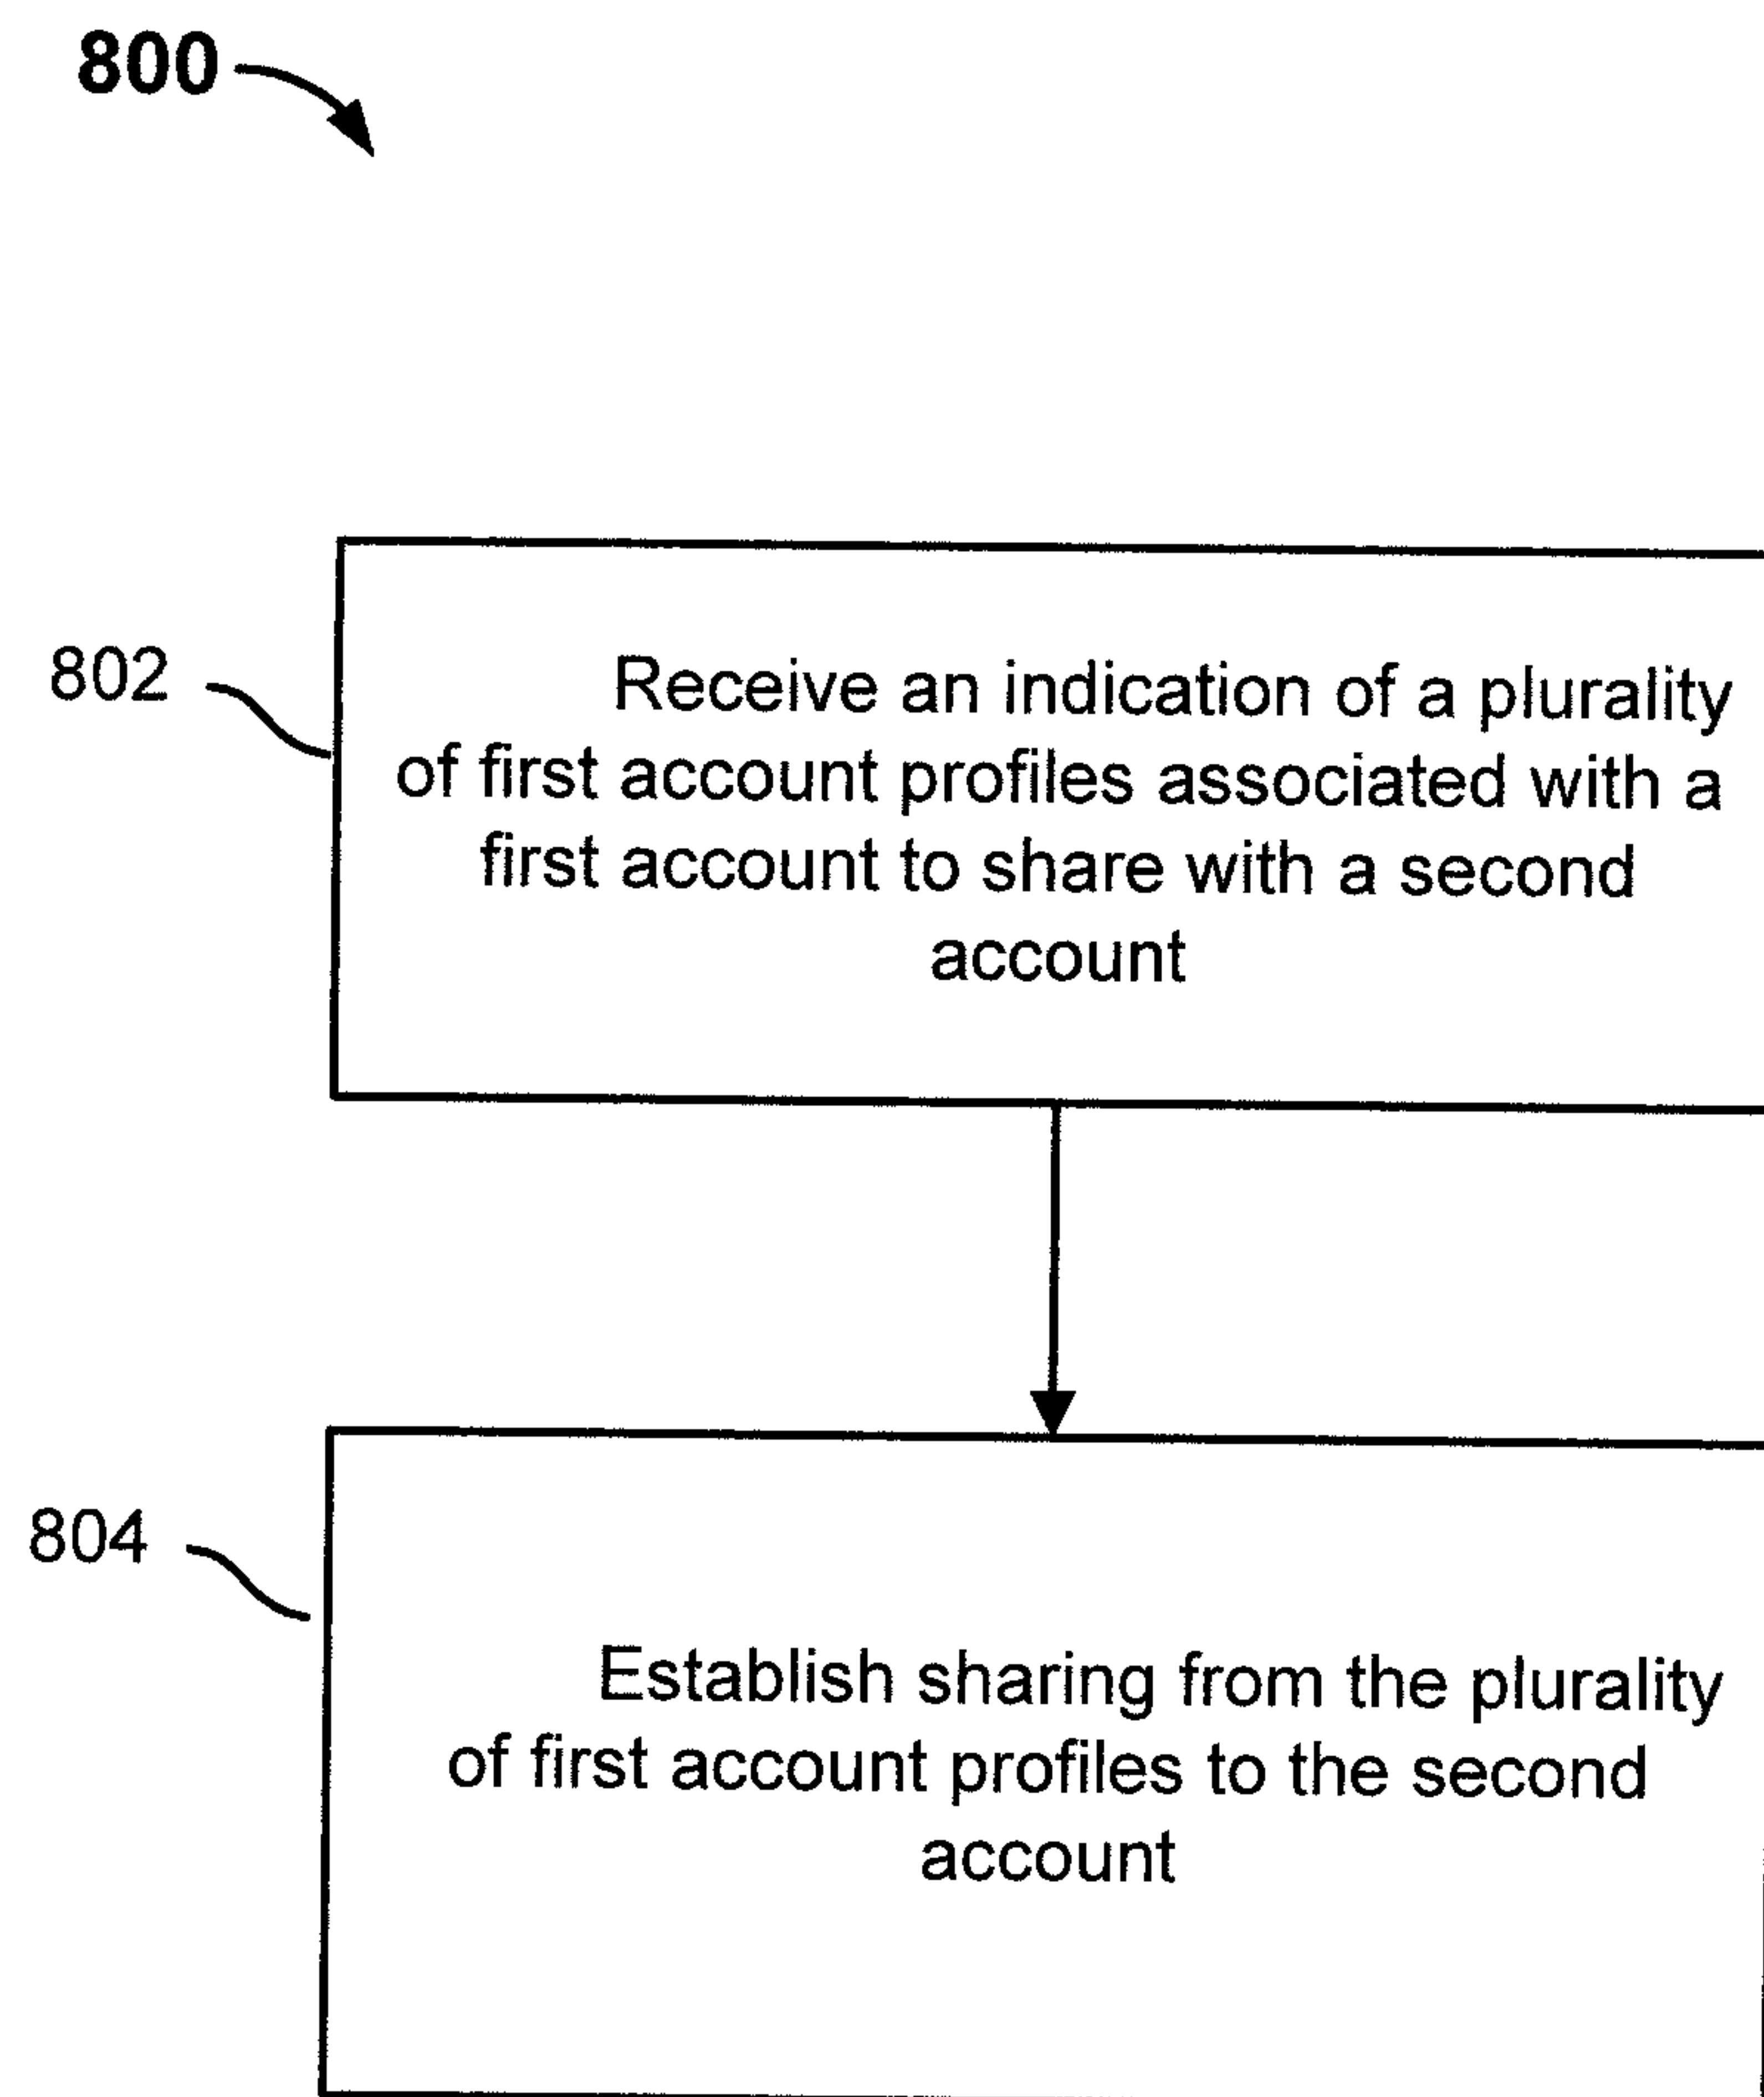 800
802
Receive an indication of a plurality
of first account profiles associated with a
first account to share with a second
account
804
Establish sharing from the plurality
of first account profiles to the second
account